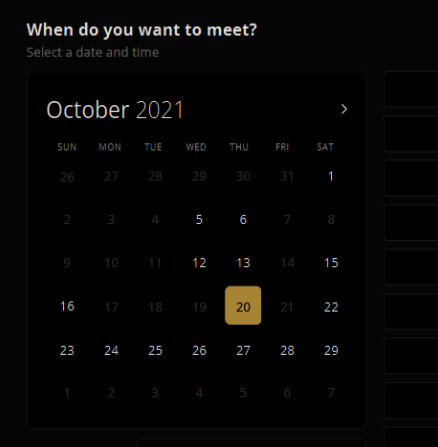 When do you want to meet?
Select a date and time
October 2021
SUN MON TUE WED THU FRI SAT
26 27 28 29 30 31 1
2 3 4 5 6 7 8
9 10 11 12 13 14 15
16 17 18 19 20 21 22
23 24 25 26 27 28 29
1 2 3 4 5 6 7